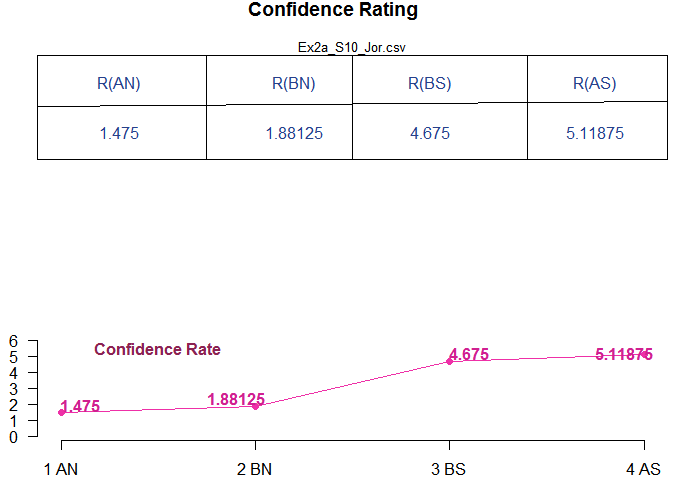 Confidence Rating
Ex2a_S10_Jor.csv
R(AN) R(BN) R(BS) R(AS)
1.475 1.88125 4.675 5.11875
Confidence Rate
6
5
4
3
2
1
0
1.475 1.88125 4.675 5.11875
1 AN 2 BN 3 BS 4 AS